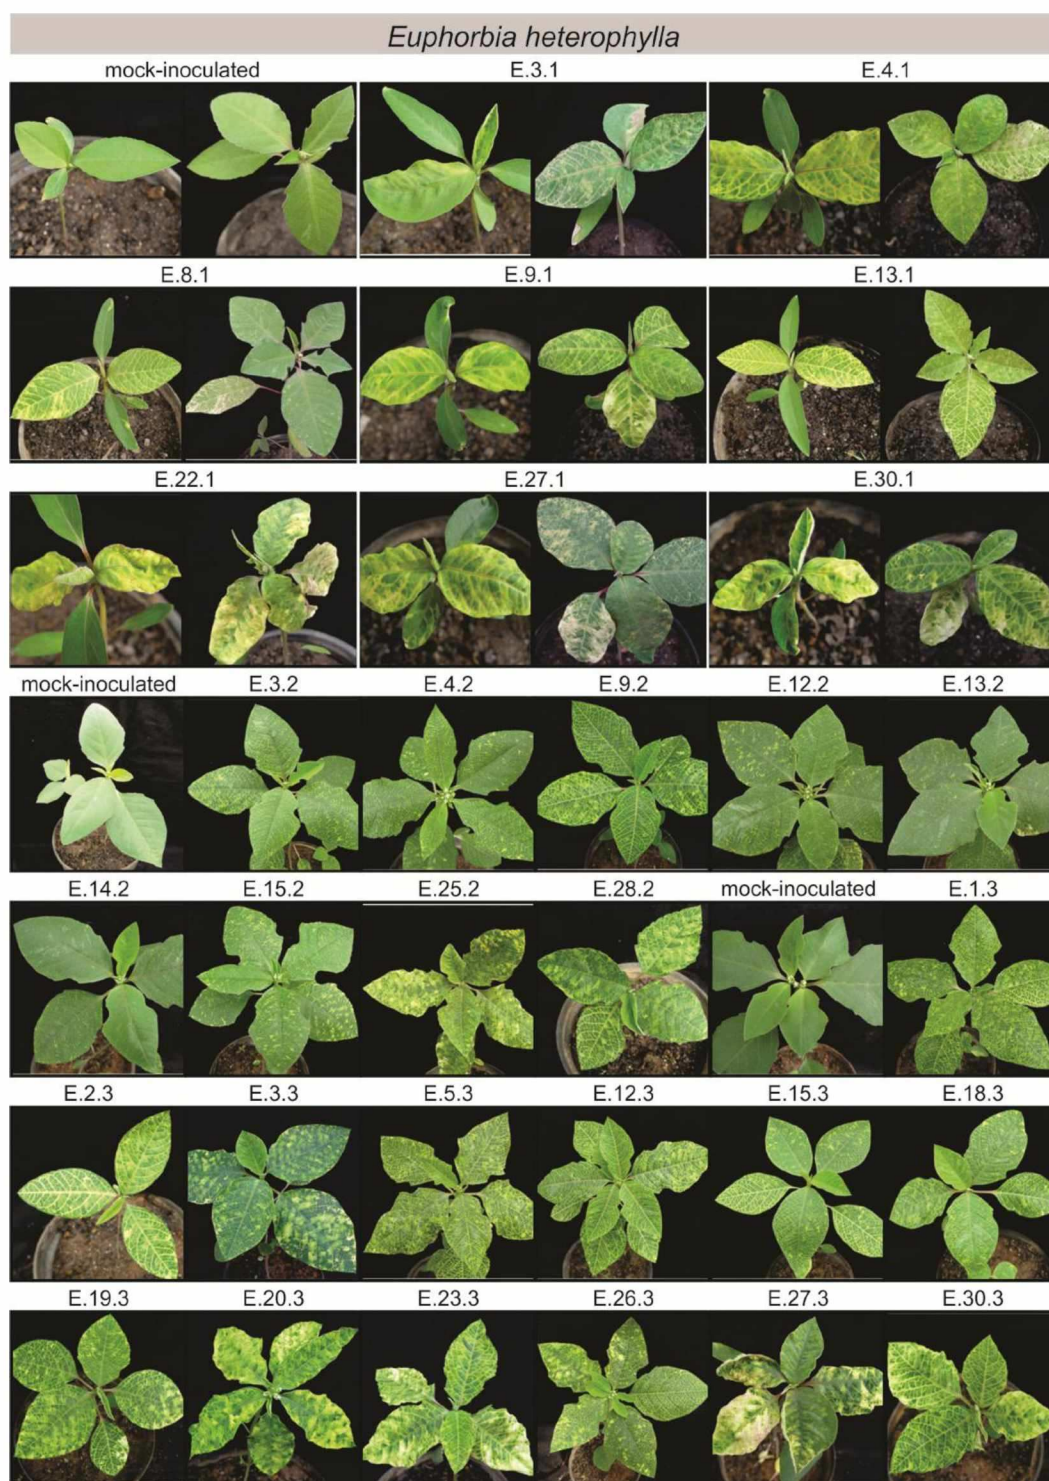 Euphorbia heterophylla
mock-inoculated E.3.1 E.4.1
E.8.1 E.9.1 E.13.1
E.22.1 E.27.1 E.30.1
mock-inoculated E.3.2 E.4.2 E.9.2 E.12.2 E.13.2
E.14.2 E.15.2 E.25.2 E.28.2 mock-inoculated E.1.3
E.2.3 E.3.3 E.5.3 E.12.3 E.15.3 E.18.3
E.19.3 E.20.3 E.23.3 E.26.3 E.27.3 E.30.3